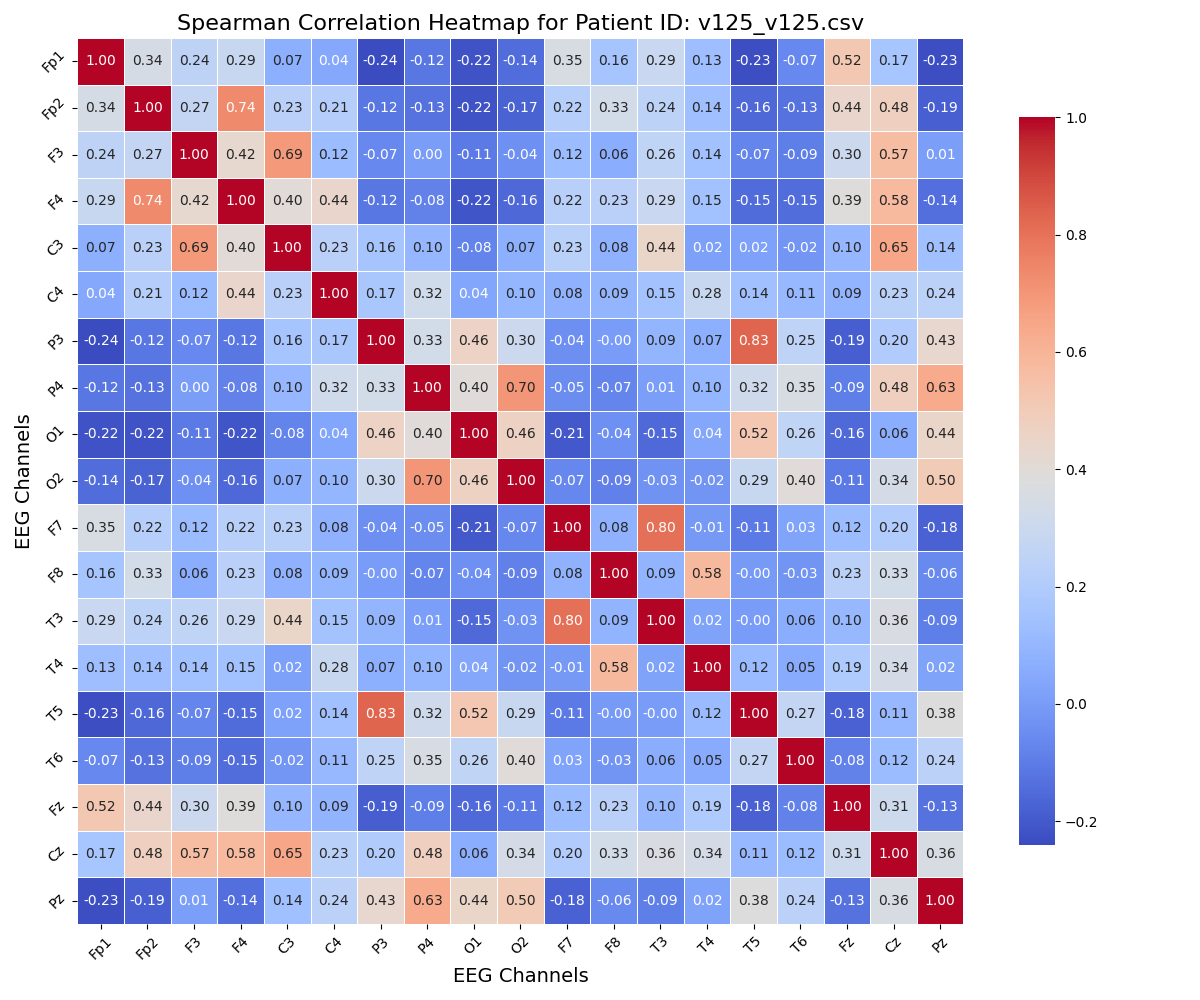 Spearman Correlation Heatmap for Patient ID: v125_v125.csv
Fp1 1.00 0.34 0.24 0.29 0.07 0.04 -0.24 -0.12 -0.22 -0.14 0.35 0.16 0.29 0.13 -0.23 -0.07 0.52 0.17 -0.23
Fp2 0.34 1.00 0.27 0.74 0.23 0.21 -0.12 -0.13 -0.22 -0.17 0.22 0.33 0.24 0.14 -0.16 -0.13 0.44 0.48 -0.19
F3 0.24 0.27 1.00 0.42 0.69 0.12 -0.07 0.00 -0.11 -0.04 0.12 0.06 0.26 0.14 -0.07 -0.09 0.30 0.57 0.01
F4 0.29 0.74 0.42 1.00 0.40 0.44 -0.12 -0.08 -0.22 -0.16 0.22 0.23 0.29 0.15 -0.15 -0.15 0.39 0.58 -0.14
C3 0.07 0.23 0.69 0.40 1.00 0.23 0.16 0.10 -0.08 0.07 0.23 0.08 0.44 0.02 0.02 -0.02 0.10 0.65 0.14
C4 0.04 0.21 0.12 0.44 0.23 1.00 0.17 0.32 0.04 0.10 0.08 0.09 0.15 0.28 0.14 0.11 0.09 0.23 0.24
P3 -0.24 -0.12 -0.07 -0.12 0.16 0.17 1.00 0.33 0.46 0.30 -0.04 -0.00 0.09 0.07 0.83 0.25 -0.19 0.20 0.43
P4 -0.12 -0.13 0.00 -0.08 0.10 0.32 0.33 1.00 0.40 0.70 -0.05 -0.07 0.01 0.10 0.32 0.35 -0.09 0.48 0.63
O1 -0.22 -0.22 -0.11 -0.22 -0.08 0.04 0.46 0.40 1.00 0.46 -0.21 -0.04 -0.15 0.04 0.52 0.26 -0.16 0.06 0.44
O2 -0.14 -0.17 -0.04 -0.16 0.07 0.10 0.30 0.70 0.46 1.00 -0.07 -0.09 -0.03 -0.02 0.29 0.40 -0.11 0.34 0.50
F7 0.35 0.22 0.12 0.22 0.23 0.08 -0.04 -0.05 -0.21 -0.07 1.00 0.08 0.80 -0.01 -0.11 0.03 0.12 0.20 -0.18
F8 0.16 0.33 0.06 0.23 0.08 0.09 -0.00 -0.07 -0.04 -0.09 0.08 1.00 0.09 0.58 -0.00 -0.03 0.23 0.33 -0.06
T3 0.29 0.24 0.26 0.29 0.44 0.15 0.09 0.01 -0.15 -0.03 0.80 0.09 1.00 0.02 -0.00 0.06 0.10 0.36 -0.09
T4 0.13 0.14 0.14 0.15 0.02 0.28 0.07 0.10 0.04 -0.02 -0.01 0.58 0.02 1.00 0.12 0.05 0.19 0.34 0.02
T5 -0.23 -0.16 -0.07 -0.15 0.02 0.14 0.83 0.32 0.52 0.29 -0.11 -0.00 -0.00 0.12 1.00 0.27 -0.18 0.11 0.38
T6 -0.07 -0.13 -0.09 -0.15 -0.02 0.11 0.25 0.35 0.26 0.40 0.03 -0.03 0.06 0.05 0.27 1.00 -0.08 0.12 0.24
Fz 0.52 0.44 0.30 0.39 0.10 0.09 -0.19 -0.09 -0.16 -0.11 0.12 0.23 0.10 0.19 -0.18 -0.08 1.00 0.31 -0.13
Cz 0.17 0.48 0.57 0.58 0.65 0.23 0.20 0.48 0.06 0.34 0.20 0.33 0.36 0.34 0.11 0.12 0.31 1.00 0.36
Pz -0.23 -0.19 0.01 -0.14 0.14 0.24 0.43 0.63 0.44 0.50 -0.18 -0.06 -0.09 0.02 0.38 0.24 -0.13 0.36 1.00
Fp1 Fp2 F3 F4 C3 C4 P3 P4 O1 O2 F7 F8 T3 T4 T5 T6 Fz Cz Pz
EEG Channels
EEG Channels
1.0
0.8
0.6
0.4
0.2
0.0
−0.2